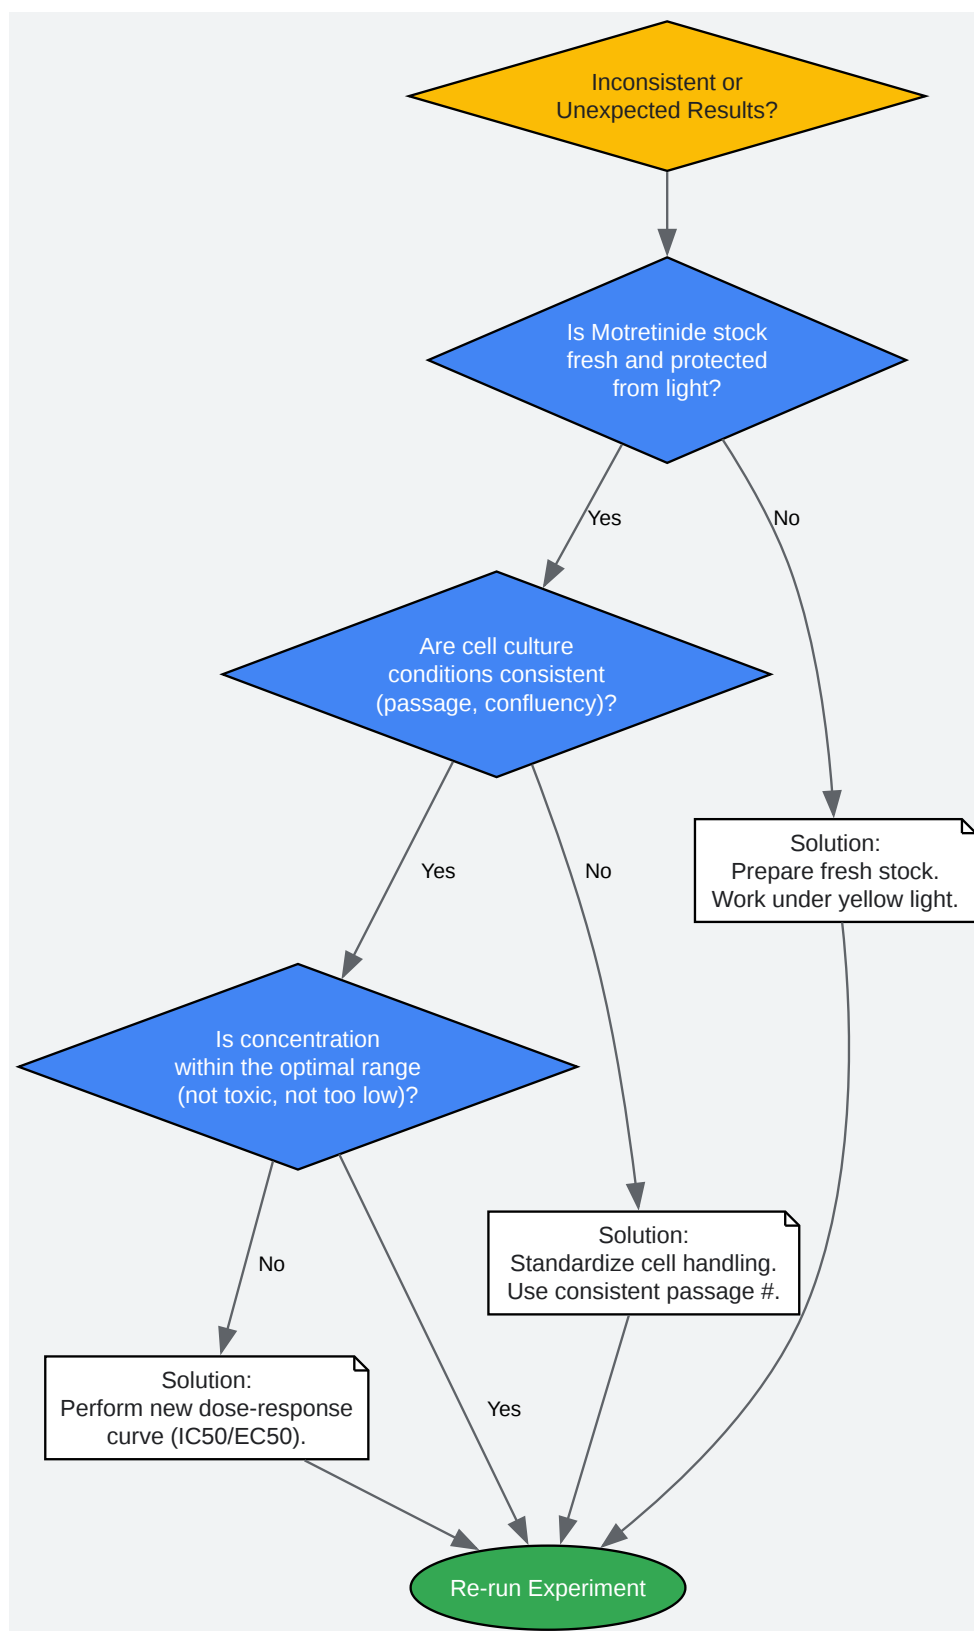 Inconsistent or
Unexpected Results?
Is Motretinide stock
fresh and protected
from light?
Yes
No
Are cell culture
conditions consistent
(passage, confluency)?
Solution:
Prepare fresh stock.
Work under yellow light.
Yes
No
Is concentration
within the optimal range
(not toxic, not too low)?
Solution:
Standardize cell handling.
Use consistent passage #.
No
Yes
Solution:
Perform new dose-response
curve (IC50/EC50).
Re-run Experiment